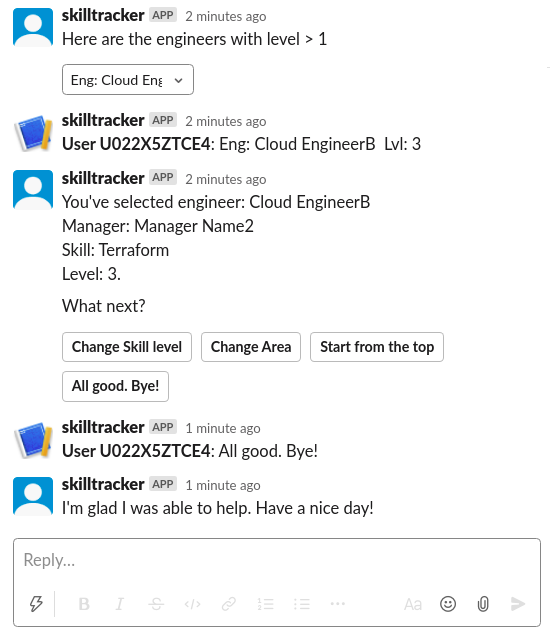 skilltracker APP 2 minutes ago
Here are the engineers with level > 1
Eng: Cloud Eng
skilltracker APP 2 minutes ago
User U022X5ZTCE4: Eng: Cloud EngineerB Lvl: 3
skilltracker APP 2 minutes ago
You've selected engineer: Cloud EngineerB
Manager: Manager Name2
Skill: Terraform
Level: 3.
What next?
Change Skill level Change Area Start from the top
All good. Bye!
skilltracker APP 1 minute ago
User U022X5ZTCE4: All good. Bye!
skilltracker APP 1 minute ago
I'm glad I was able to help. Have a nice day!
Reply...
B I S </> Aa